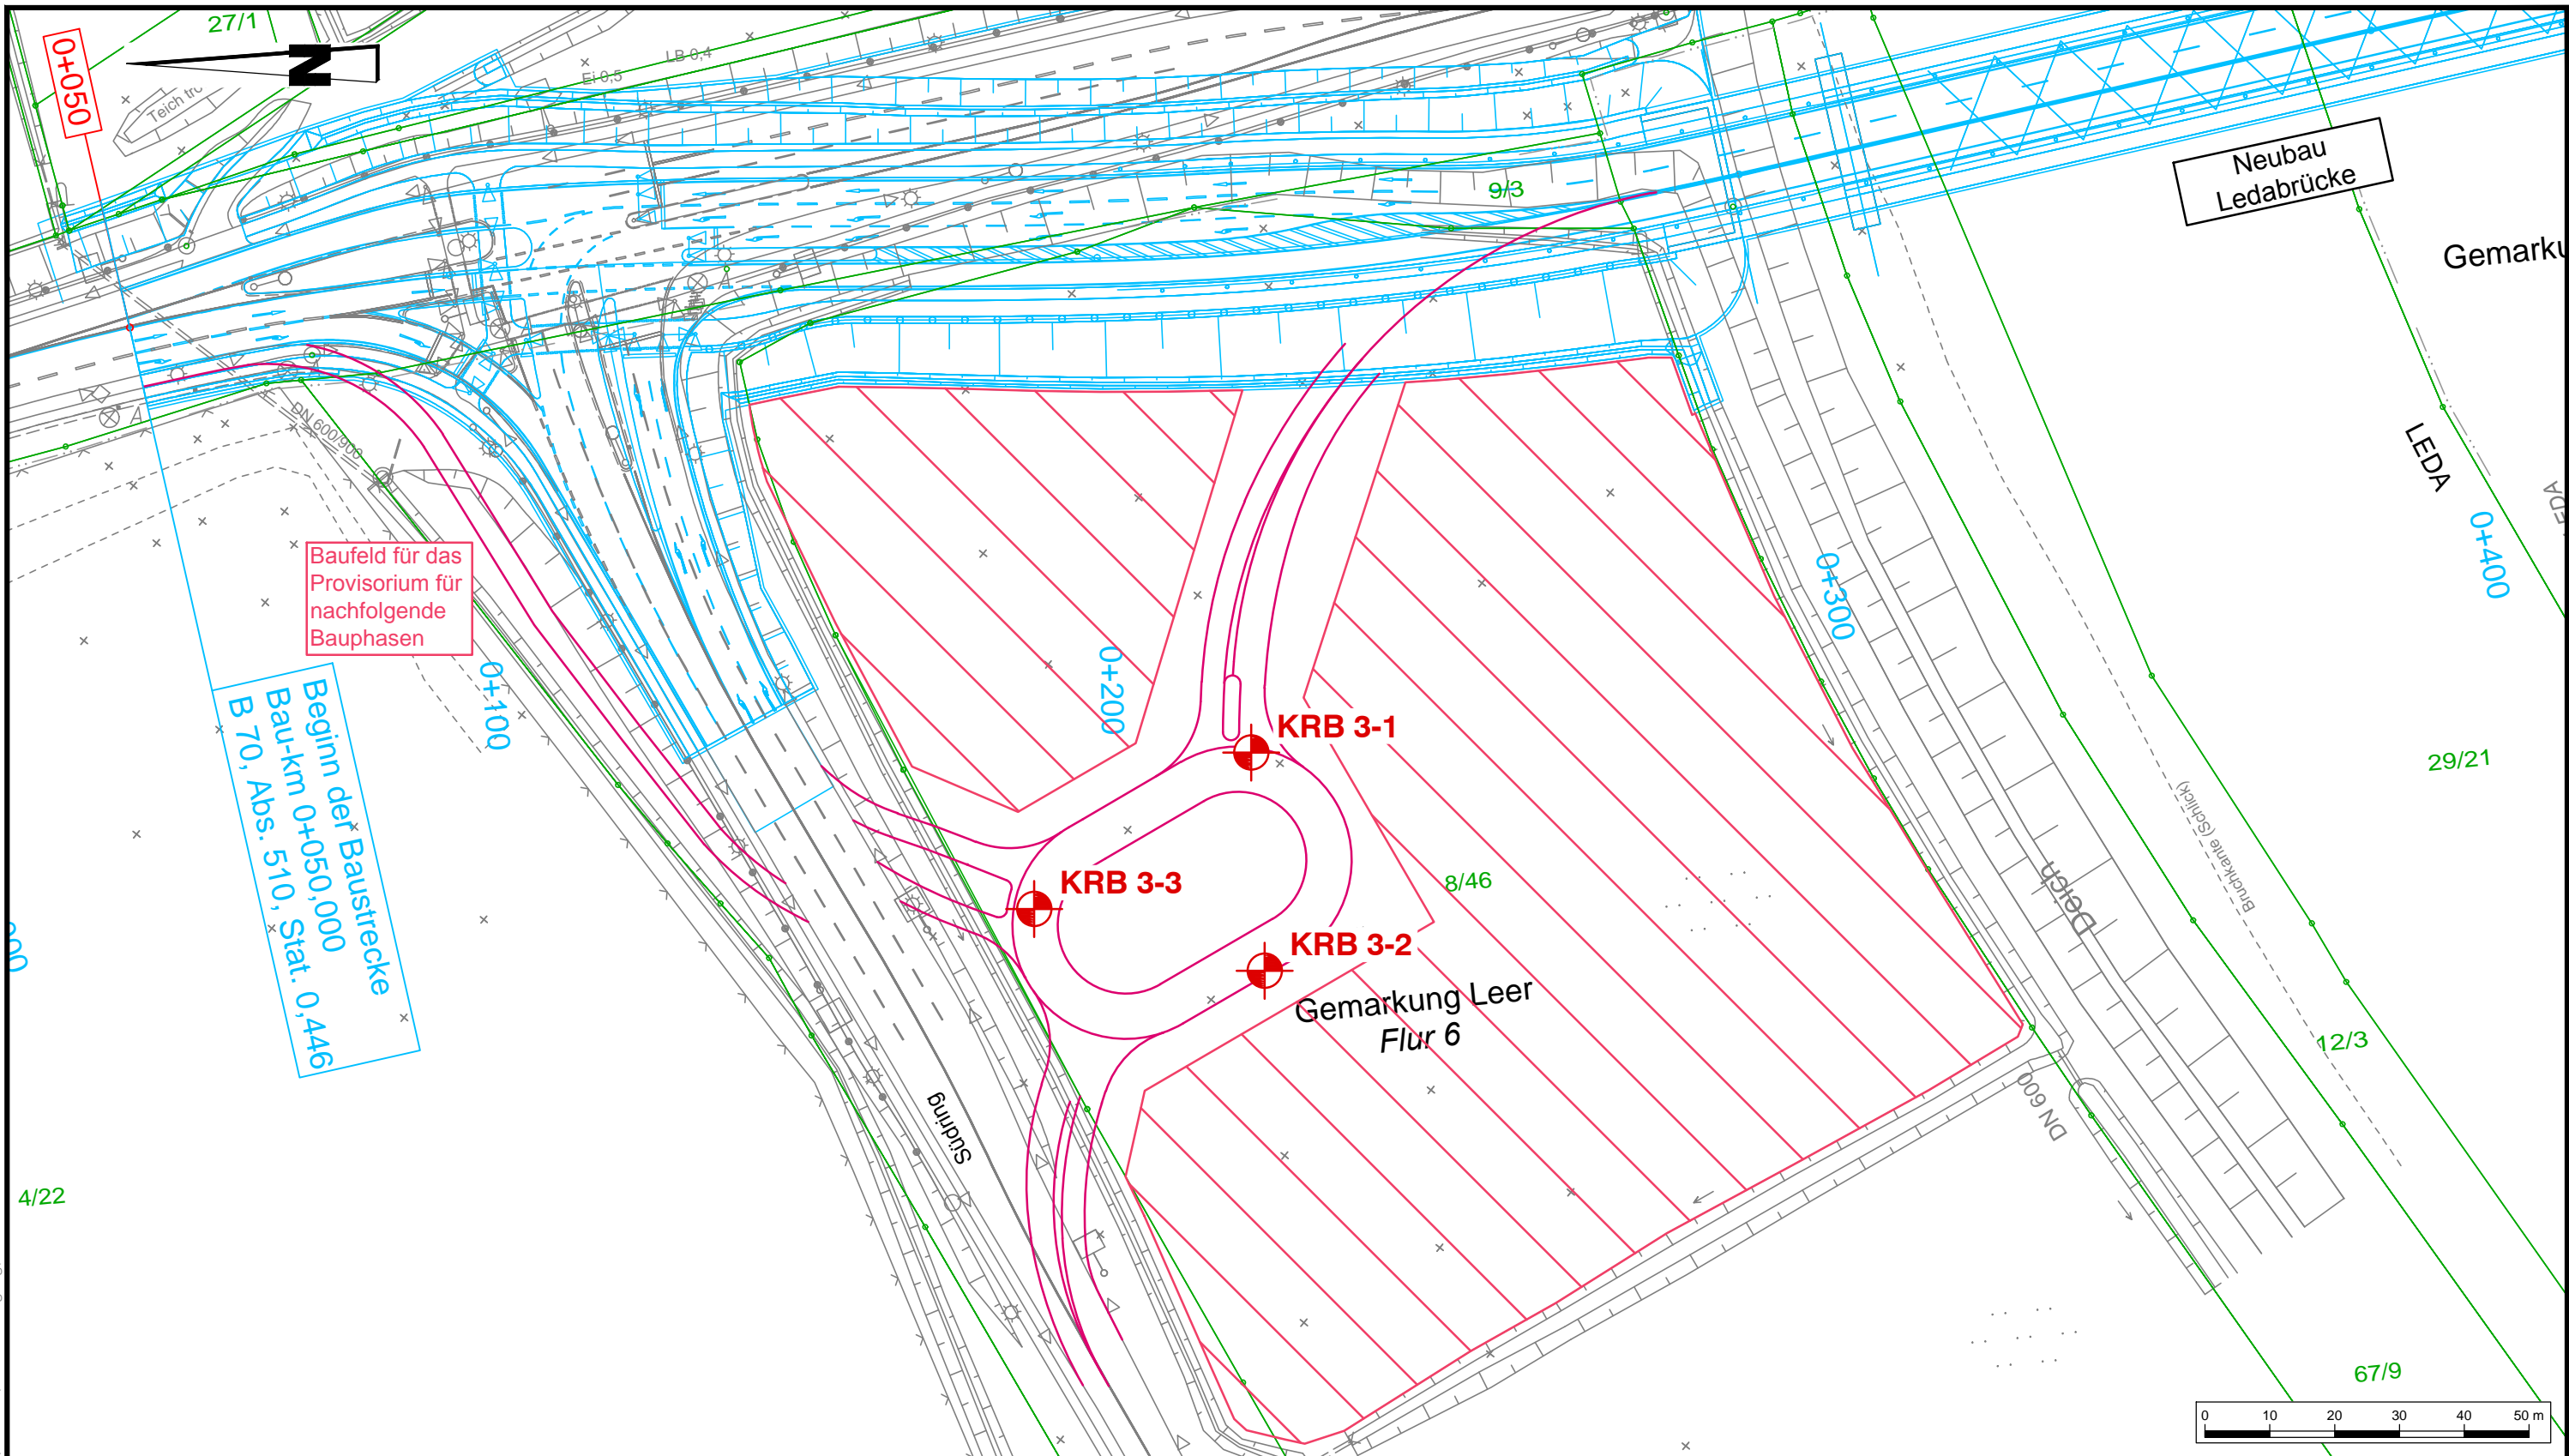 27/1
0+050
N
Teich tro
Ei 0,5
LB 0,4
9/3
Neubau
Ledabrücke
Gemarku
DN 600/900
LEDA
EDA
0+400
Baufeld für das
Provisorium für
nachfolgende
Bauphasen
0+300
0+100
0+200
Beginn der Baustrecke
Bau-km 0+050,000
B 70, Abs. 510, Stat. 0,446
KRB 3-1
29/21
Bruchkante (Schlick)
KRB 3-3
8/46
Deich
KRB 3-2
Gemarkung Leer
Flur 6
12/3
DN 600
Südring
4/22
67/9
0 10 20 30 40 50 m